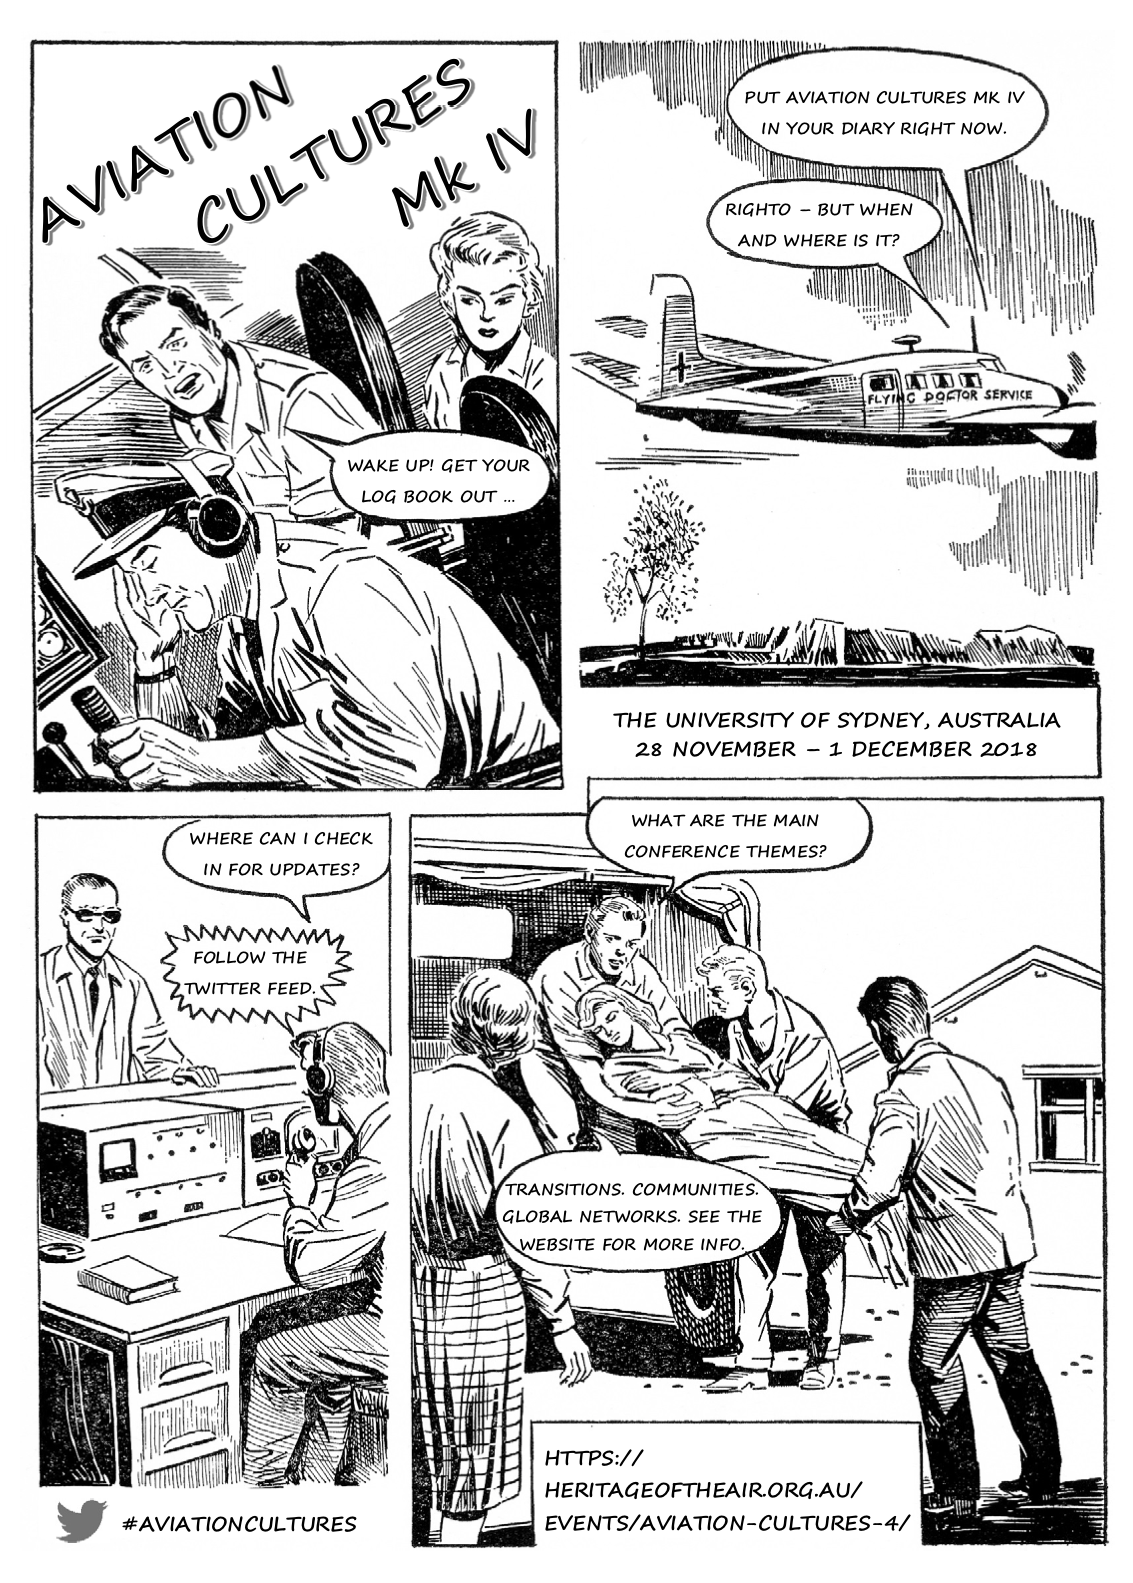 AVIATION
CULTURES
Mk IV
WAKE UP! GET YOUR
LOG BOOK OUT ...
PUT AVIATION CULTURES MK IV
IN YOUR DIARY RIGHT NOW.
RIGHTO – BUT WHEN
AND WHERE IS IT?
FLYING DOCTOR SERVICE
THE UNIVERSITY OF SYDNEY, AUSTRALIA
28 NOVEMBER – 1 DECEMBER 2018
WHERE CAN I CHECK
IN FOR UPDATES?
FOLLOW THE
TWITTER FEED.
#AVIATIONCULTURES
WHAT ARE THE MAIN
CONFERENCE THEMES?
TRANSITIONS. COMMUNITIES.
GLOBAL NETWORKS. SEE THE
WEBSITE FOR MORE INFO.
HTTPS://
HERITAGEOFTHEAIR.ORG.AU/
EVENTS/AVIATION-CULTURES-4/